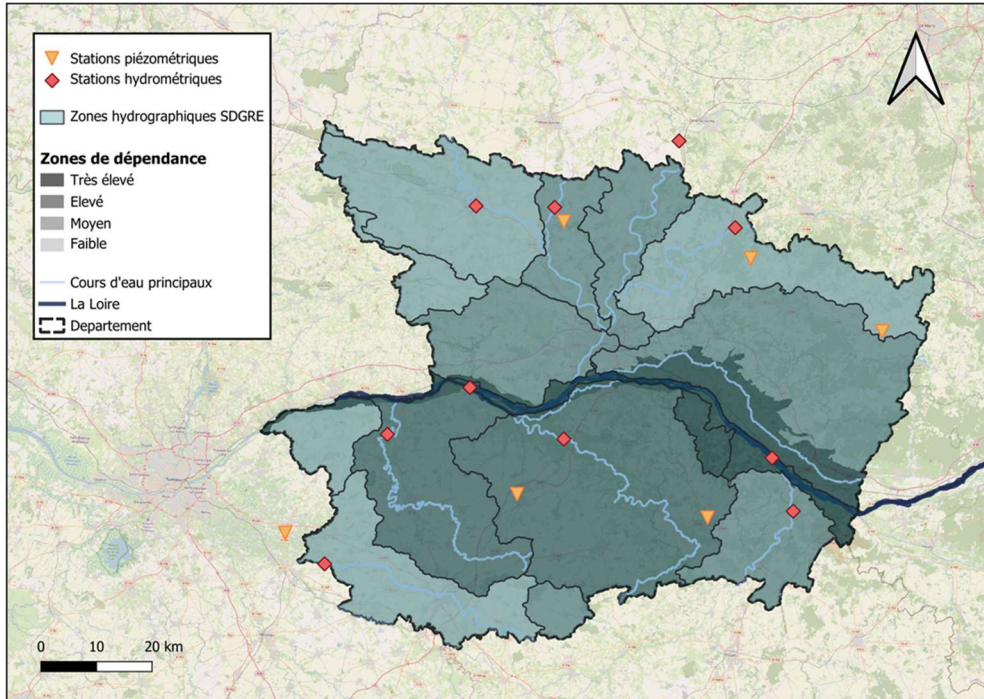 Stations piézométriques
Stations hydrométriques
Zones hydrographiques SDGRE
Zones de dépendance
Très élevé
Elevé
Moyen
Faible
Cours d'eau principaux
La Loire
Departement
0 10 20 km